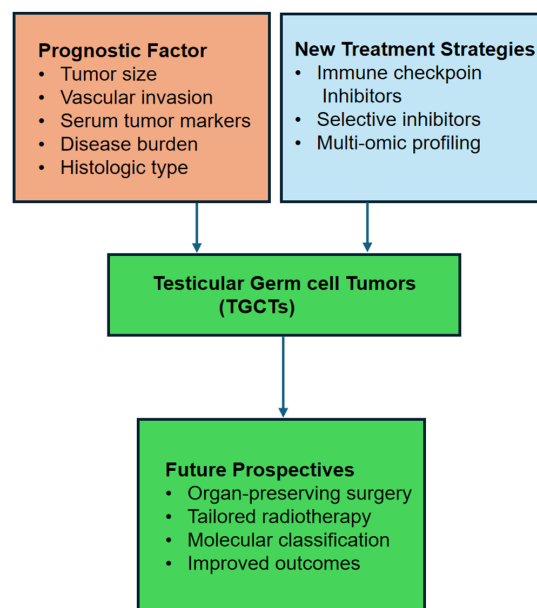 Prognostic Factor
• Tumor size
• Vascular invasion
• Serum tumor markers
• Disease burden
• Histologic type
New Treatment Strategies
• Immune checkpoin
Inhibitors
• Selective inhibitors
• Multi-omic profiling
Testicular Germ cell Tumors
(TGCTs)
Future Prospectives
• Organ-preserving surgery
• Tailored radiotherapy
• Molecular classification
• Improved outcomes